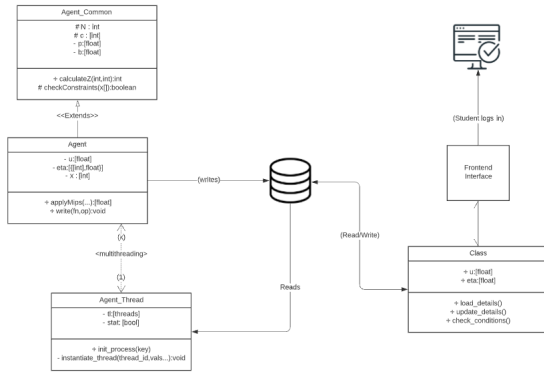 Agent_Common
# N : int
# c : [int]
- p:[float]
- b:[float]
+ calculateZ(int,int):int
# checkConstraints(x[]):boolean
<<Extends>>
Agent
- u:[float]
- eta:[{[int],float}]
- x : [int]
+ applyMips(...):[float]
+ write(fn,op):void
(x)
<multithreading>
(1)
Agent_Thread
- tl:[threads]
- stat: [bool]
+ init_process(key)
- instantiate_thread(thread_id,vals...):void
(writes)
Reads
(Read/Write)
(Student logs in)
Frontend
Interface
Class
+ u:[float]
+ eta:[float]
+ load_details()
+ update_details()
+ check_conditions()